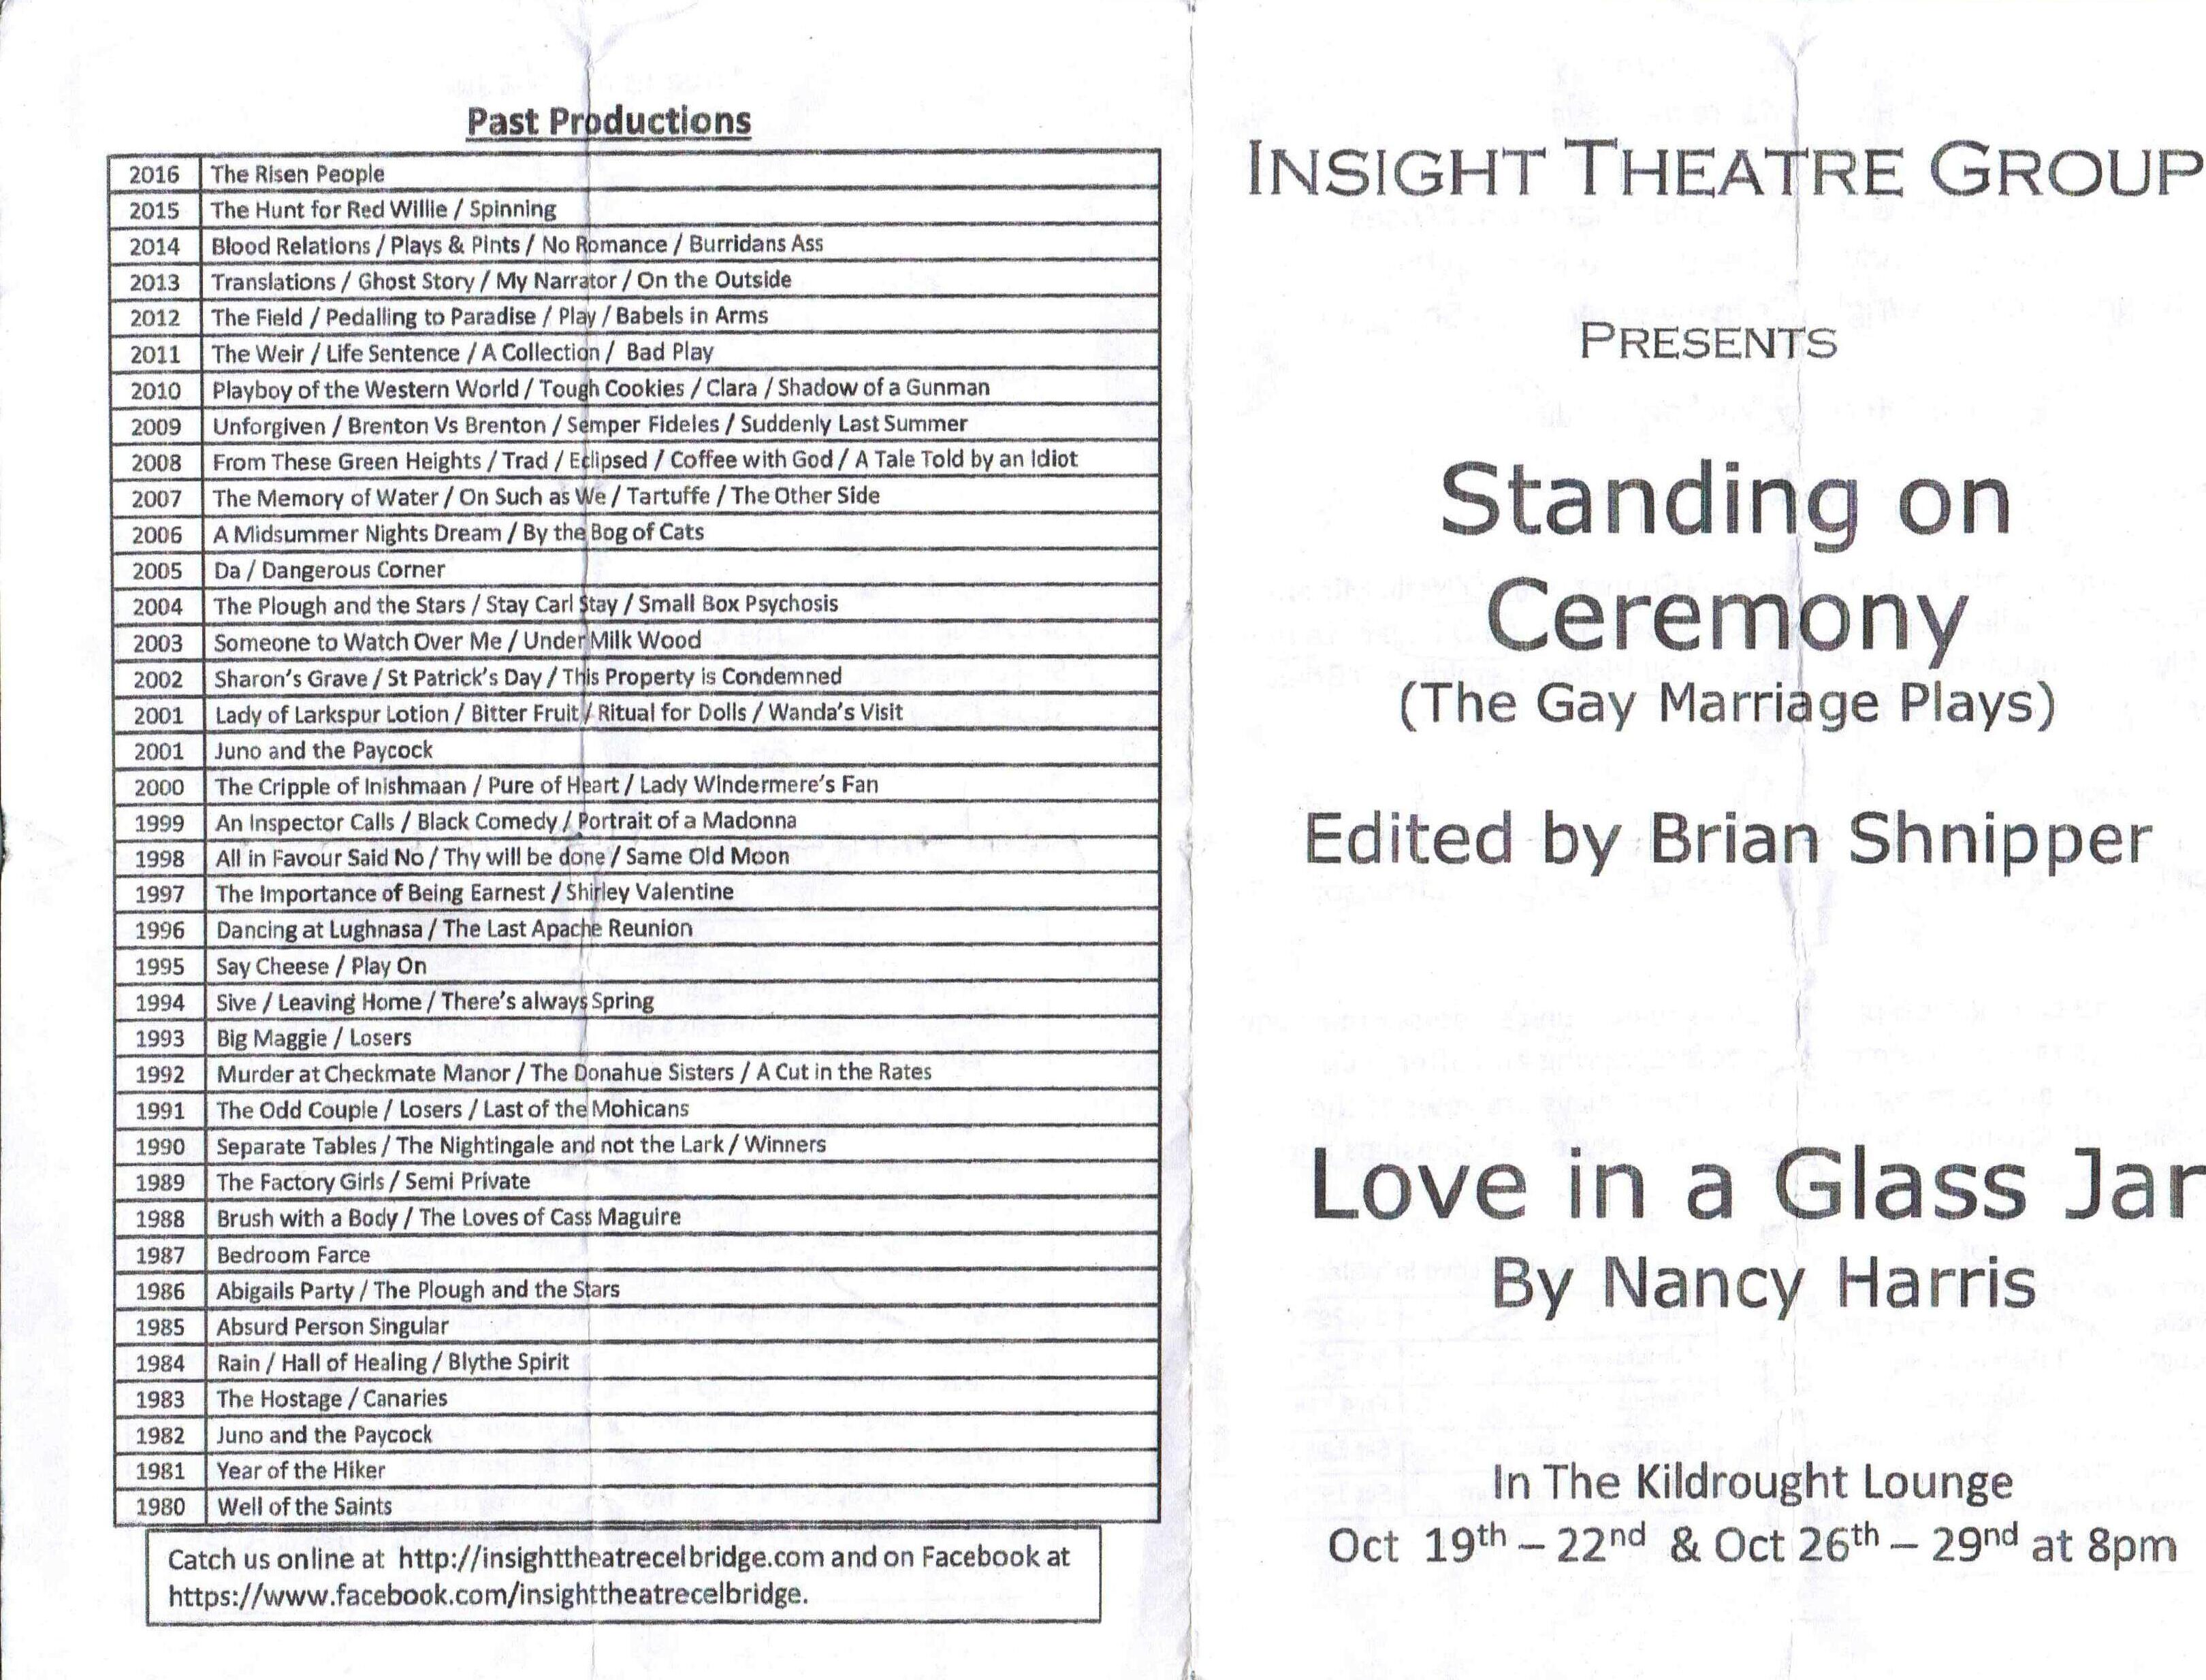 Past Productions
2016 The Risen People
2015 The Hunt for Red Willie / Spinning
2014 Blood Relations / Plays & Pints / No Romance / Burridans Ass
2013 Translations / Ghost Story / My Narrator / On the Outside
2012 The Field / Pedalling to Paradise / Play / Babels in Arms
2011 The Weir / Life Sentence / A Collection / Bad Play
2010 Playboy of the Western World / Tough Cookies / Clara / Shadow of a Gunman
2009 Unforgiven / Brenton Vs Brenton / Semper Fideles / Suddenly Last Summer
2008 From These Green Heights / Trad / Eclipsed / Coffee with God / A Tale Told by an Idiot
2007 The Memory of Water / On Such as We / Tartuffe / The Other Side
2006 A Midsummer Nights Dream / By the Bog of Cats
2005 Da / Dangerous Corner
2004 The Plough and the Stars / Stay Carl Stay / Small Box Psychosis
2003 Someone to Watch Over Me / Under Milk Wood
2002 Sharon's Grave / St Patrick's Day / This Property is Condemned
2001 Lady of Larkspur Lotion / Bitter Fruit / Ritual for Dolls / Wanda's Visit
2001 Juno and the Paycock
2000 The Cripple of Inishmaan / Pure of Heart / Lady Windermere's Fan
1999 An Inspector Calls / Black Comedy / Portrait of a Madonna
1998 All in Favour Said No / Thy will be done / Same Old Moon
1997 The Importance of Being Earnest / Shirley Valentine
1996 Dancing at Lughnasa / The Last Apache Reunion
1995 Say Cheese / Play On
1994 Sive / Leaving Home / There's always Spring
1993 Big Maggie / Losers
1992 Murder at Checkmate Manor / The Donahue Sisters / A Cut in the Rates
1991 The Odd Couple / Losers / Last of the Mohicans
1990 Separate Tables / The Nightingale and not the Lark / Winners
1989 The Factory Girls / Semi Private
1988 Brush with a Body / The Loves of Cass Maguire
1987 Bedroom Farce
1986 Abigails Party / The Plough and the Stars
1985 Absurd Person Singular
1984 Rain / Hall of Healing / Blythe Spirit
1983 The Hostage / Canaries
1982 Juno and the Paycock
1981 Year of the Hiker
1980 Well of the Saints
Catch us online at http://insighttheatrecelbridge.com and on Facebook at
https://www.facebook.com/insighttheatrecelbridge.
INSIGHT THEATRE GROUP
PRESENTS
Standing on
Ceremony
(The Gay Marriage Plays)
Edited by Brian Shnipper
Love in a Glass Jar
By Nancy Harris
In The Kildrought Lounge
Oct 19th – 22nd & Oct 26th – 29nd at 8pm